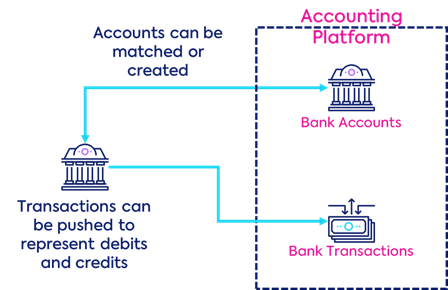 Accounting
Platform
Accounts can be
matched or
created
Bank Accounts
Transactions can
be pushed to
represent debits
and credits
Bank Transactions